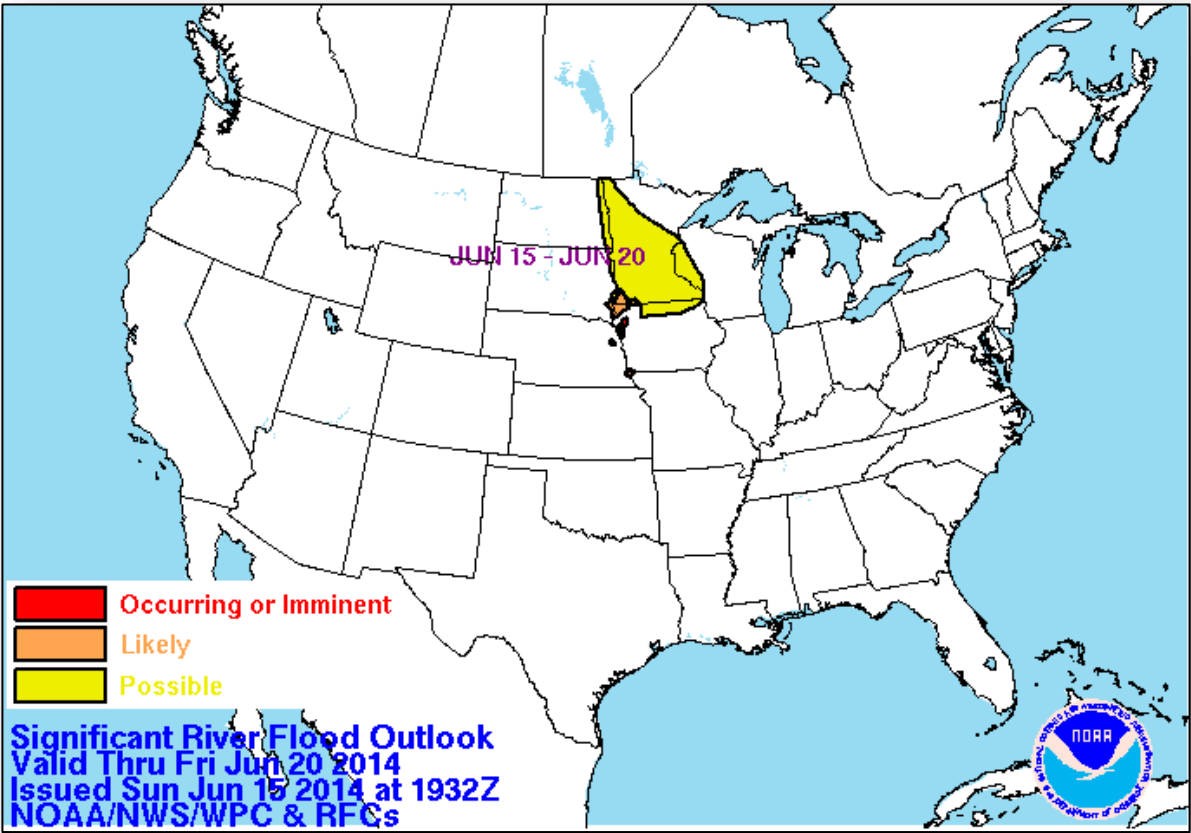 JUN 15 - JUN 20
Occurring or Imminent
Likely
Possible
Significant River Flood Outlook
Valid Thru Fri Jun 20 2014
Issued Sun Jun 15 2014 at 1932Z
NOAA/NWS/WPC & RFCs
NOAA